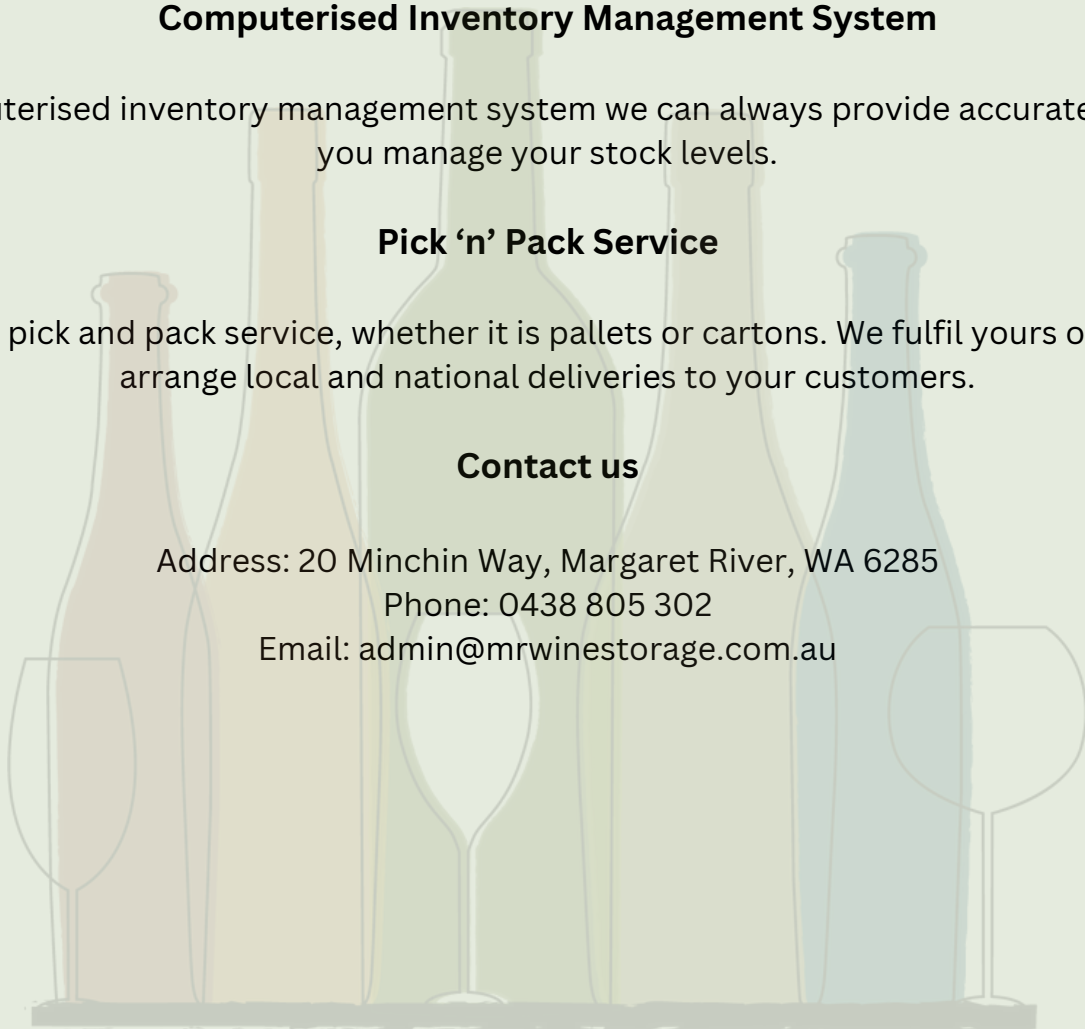 Computerised Inventory Management System
inventory management system we can always provide
you manage your stock levels.
Pick ‘n’ Pack Service
pick and pack service, whether it is pallets or cartons. We fulfil yours
arrange local and national deliveries to your customers.
Contact us
Address: 20 Minchin Way, Margaret River, WA 6285
Phone: 0438 805 302
Email: admin@mrwinestorage.com.au